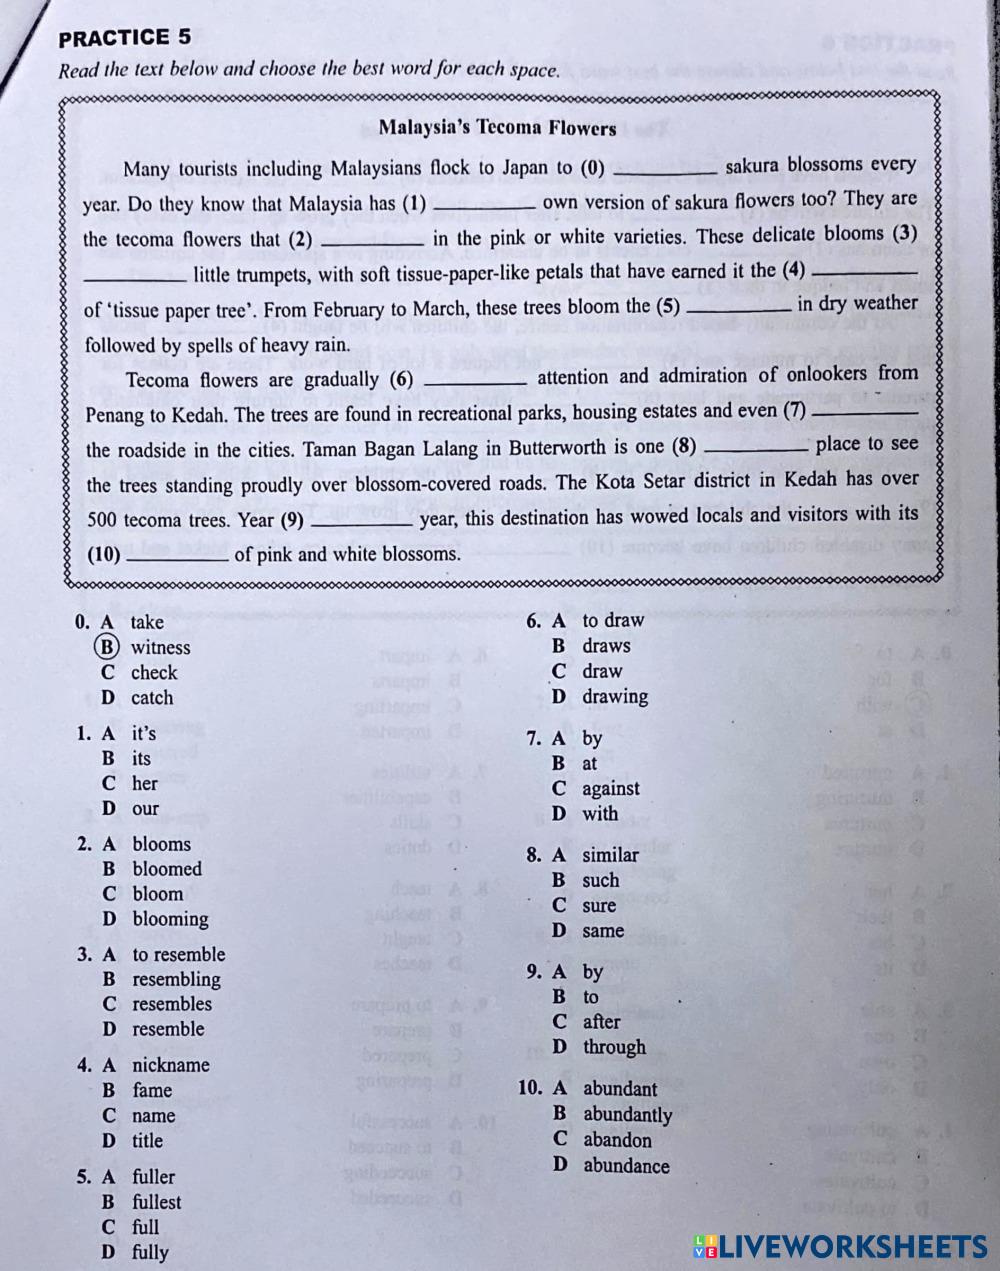 PRACTICE 5
Read the text below and choose the best word for each space.
Malaysia's Tecoma Flowers
Many tourists including Malaysians flock to Japan to (0) __________ sakura blossoms every
year. Do they know that Malaysia has (1) __________ own version of sakura flowers too? They are
the tecoma flowers that (2) __________ in the pink or white varieties. These delicate blooms (3)
__________ little trumpets, with soft tissue-paper-like petals that have earned it the (4) __________
of 'tissue paper tree'. From February to March, these trees bloom the (5) __________ in dry weather
followed by spells of heavy rain.
Tecoma flowers are gradually (6) __________ attention and admiration of onlookers from
Penang to Kedah. The trees are found in recreational parks, housing estates and even (7) __________
the roadside in the cities. Taman Bagan Lalang in Butterworth is one (8) __________ place to see
the trees standing proudly over blossom-covered roads. The Kota Setar district in Kedah has over
500 tecoma trees. Year (9) __________ year, this destination has wowed locals and visitors with its
(10) __________ of pink and white blossoms.
0. A take
B witness
C check
D catch
1. A it's
B its
C her
D our
2. A blooms
B bloomed
C bloom
D blooming
3. A to resemble
B resembling
C resembles
D resemble
4. A nickname
B fame
C name
D title
5. A fuller
B fullest
C full
D fully
6. A to draw
B draws
C draw
D drawing
7. A by
B at
C against
D with
8. A similar
B such
C sure
D same
9. A by
B to
C after
D through
10. A abundant
B abundantly
C abandon
D abundance
LIVE LIVEWORKSHEETS